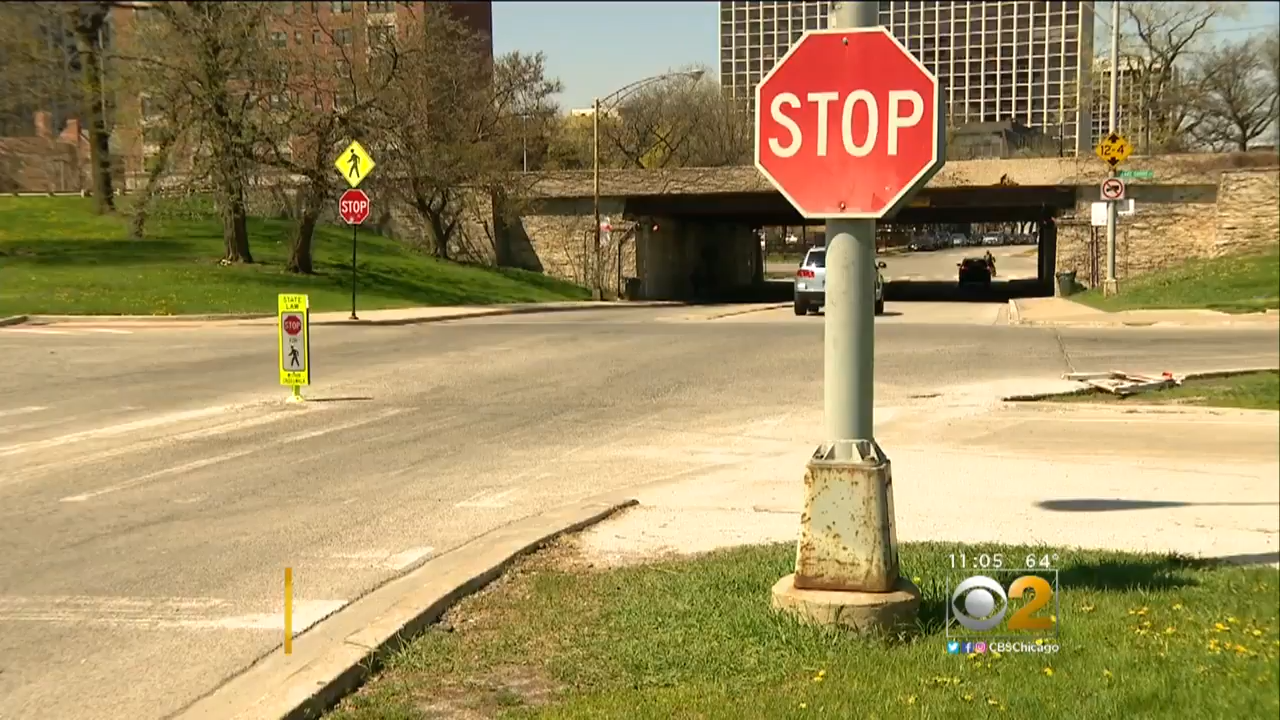 STOP
12-4
STOP
STATE
LAW
STOP
FOR
WITHIN
CROSSWALK
11:05 64°
2
CBSChicago